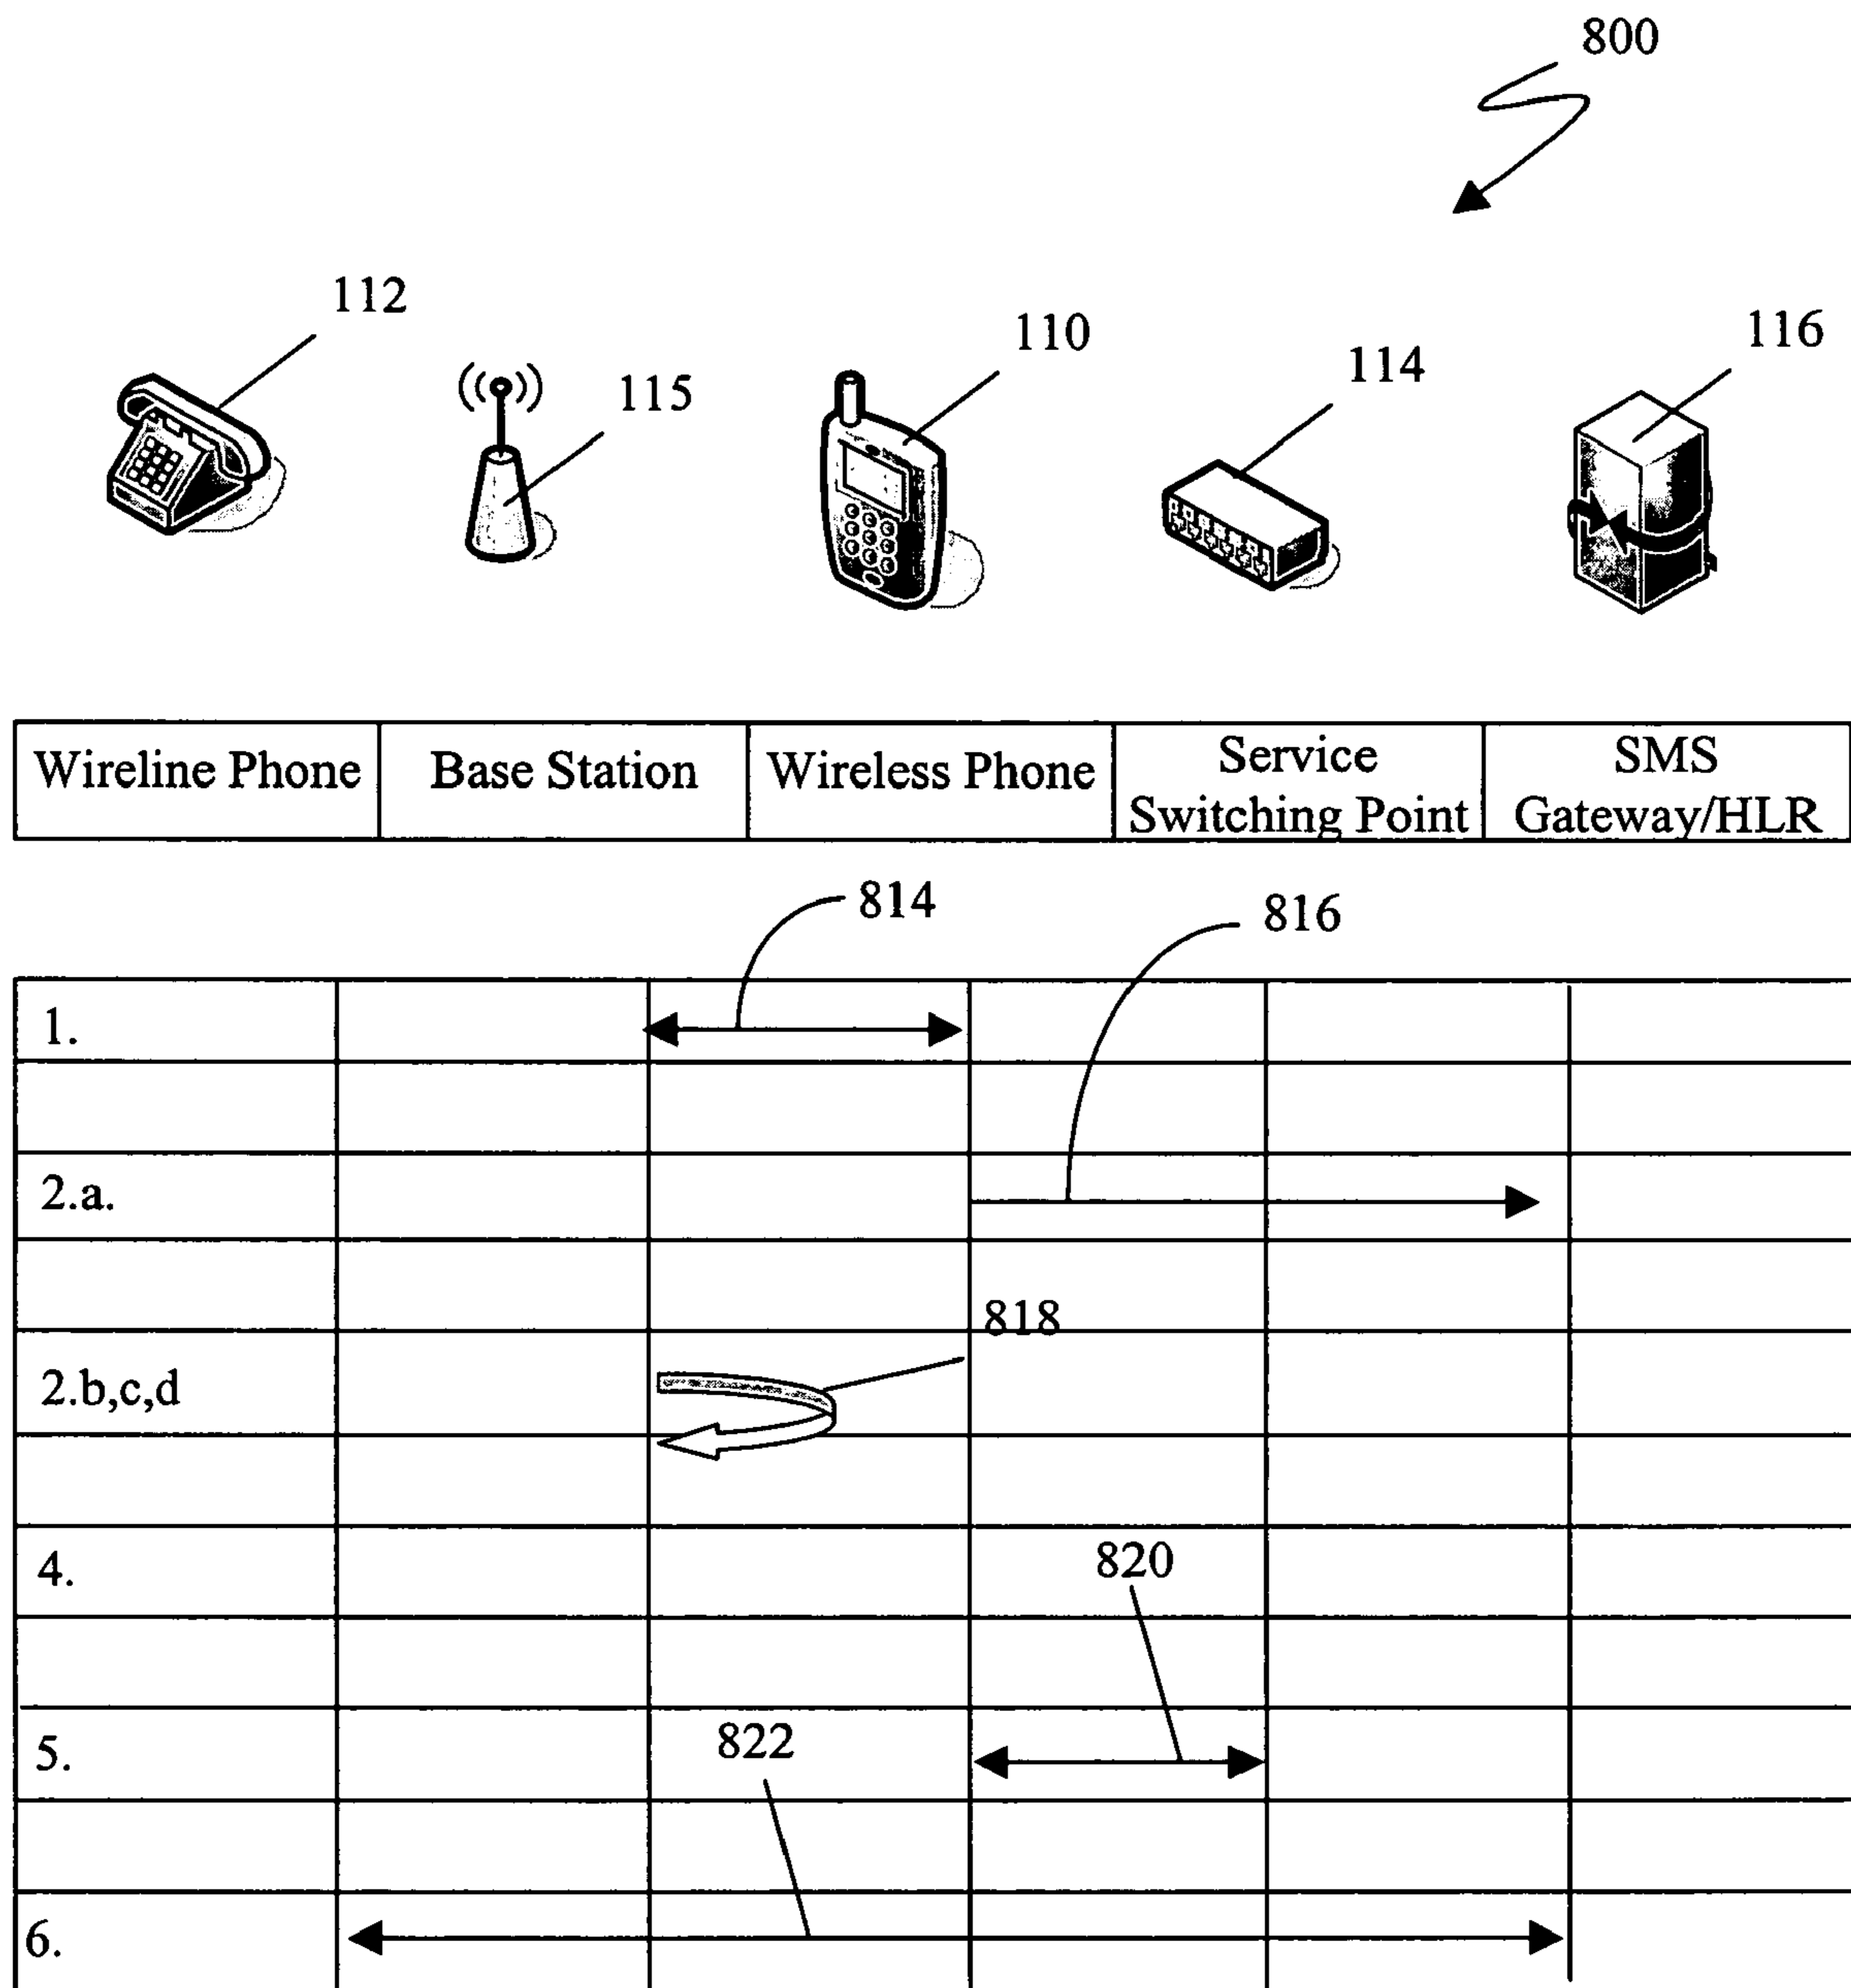 800
112
115
110
114
116
Wireline Phone
Base Station
Wireless Phone
Service
Switching Point
SMS
Gateway/HLR
814
816
1.
2.a.
818
2.b,c,d
4.
820
5.
822
6.